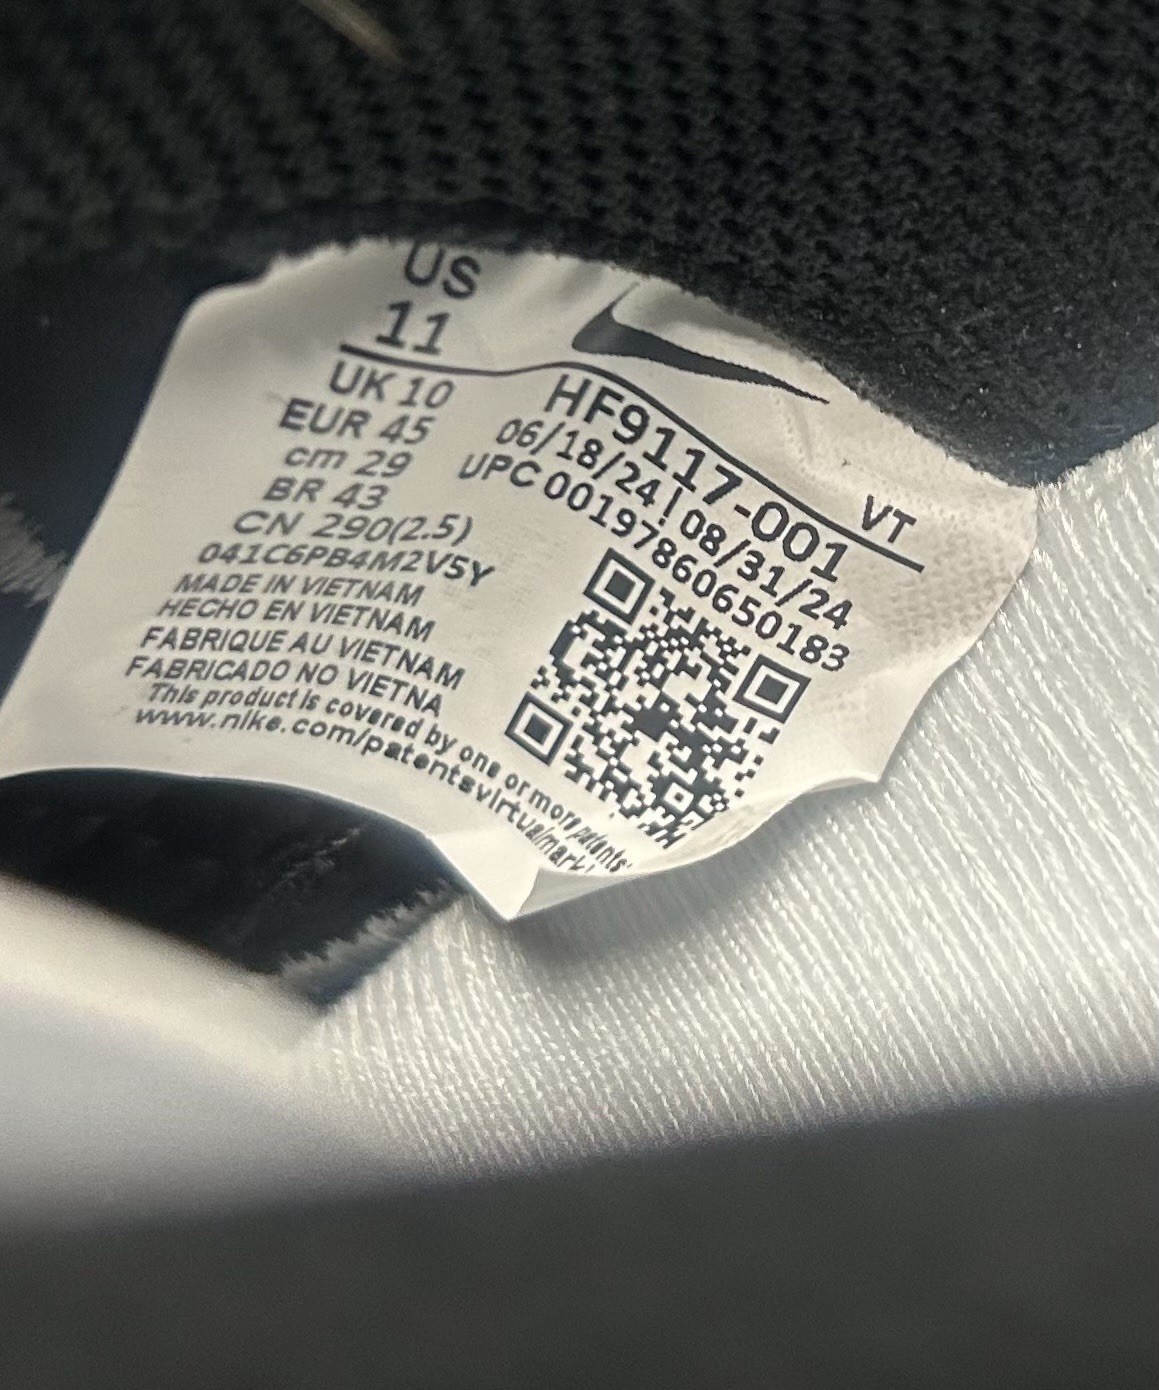 US
11
UK 10
EUR 45
cm 29
BR 43
CN 290(2.5)
041C6PB4M2V5Y
MADE IN VIETNAM
HECHO EN VIETNAM
FABRIQUE AU VIETNAM
FABRICADO NO VIETNA
This product is covered by one or more patents
www.nike.com/patentsvirtualmark
VT
HF9117-001
06/18/24 | 08/31/24
UPC 00197860650183